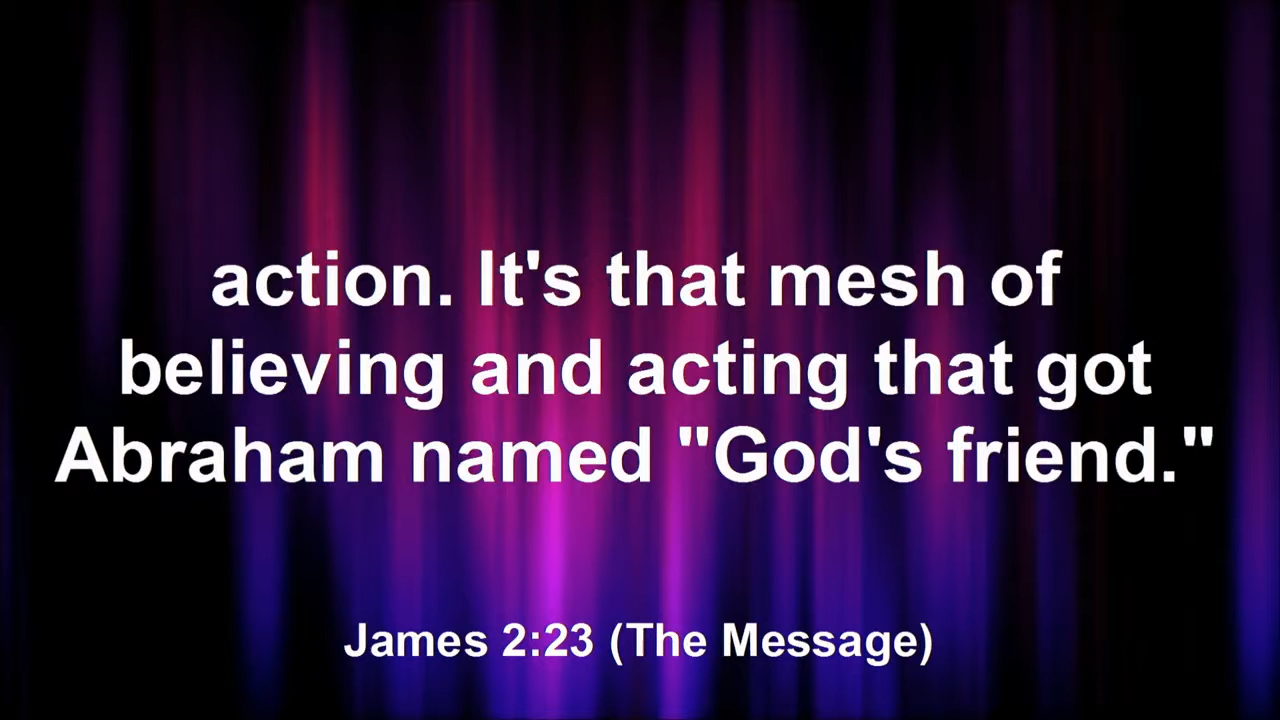 action. It's that mesh of
believing and acting that got
Abraham named "God's friend."
James 2:23 (The Message)